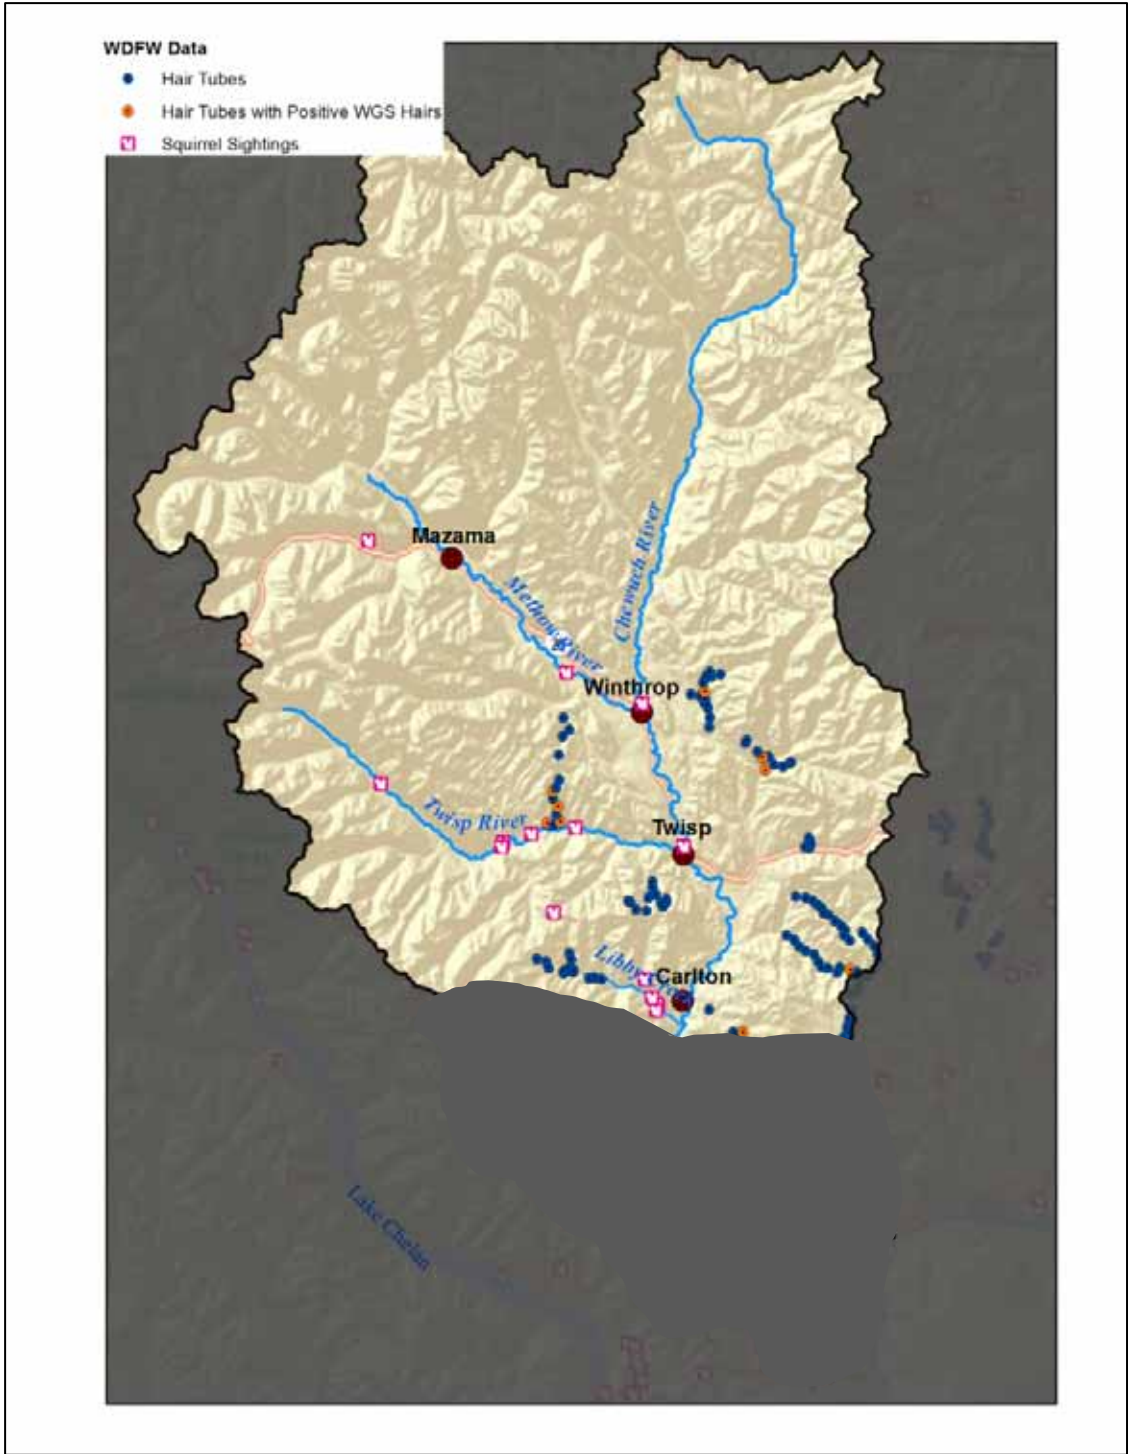 WDFW Data
Hair Tubes
Hair Tubes with Positive WGS Hairs
Squirrel Sightings
Mazama
Methow River
Chewuch River
Winthrop
Twisp River
Twisp
Libby
Carlton
Lake Chelan